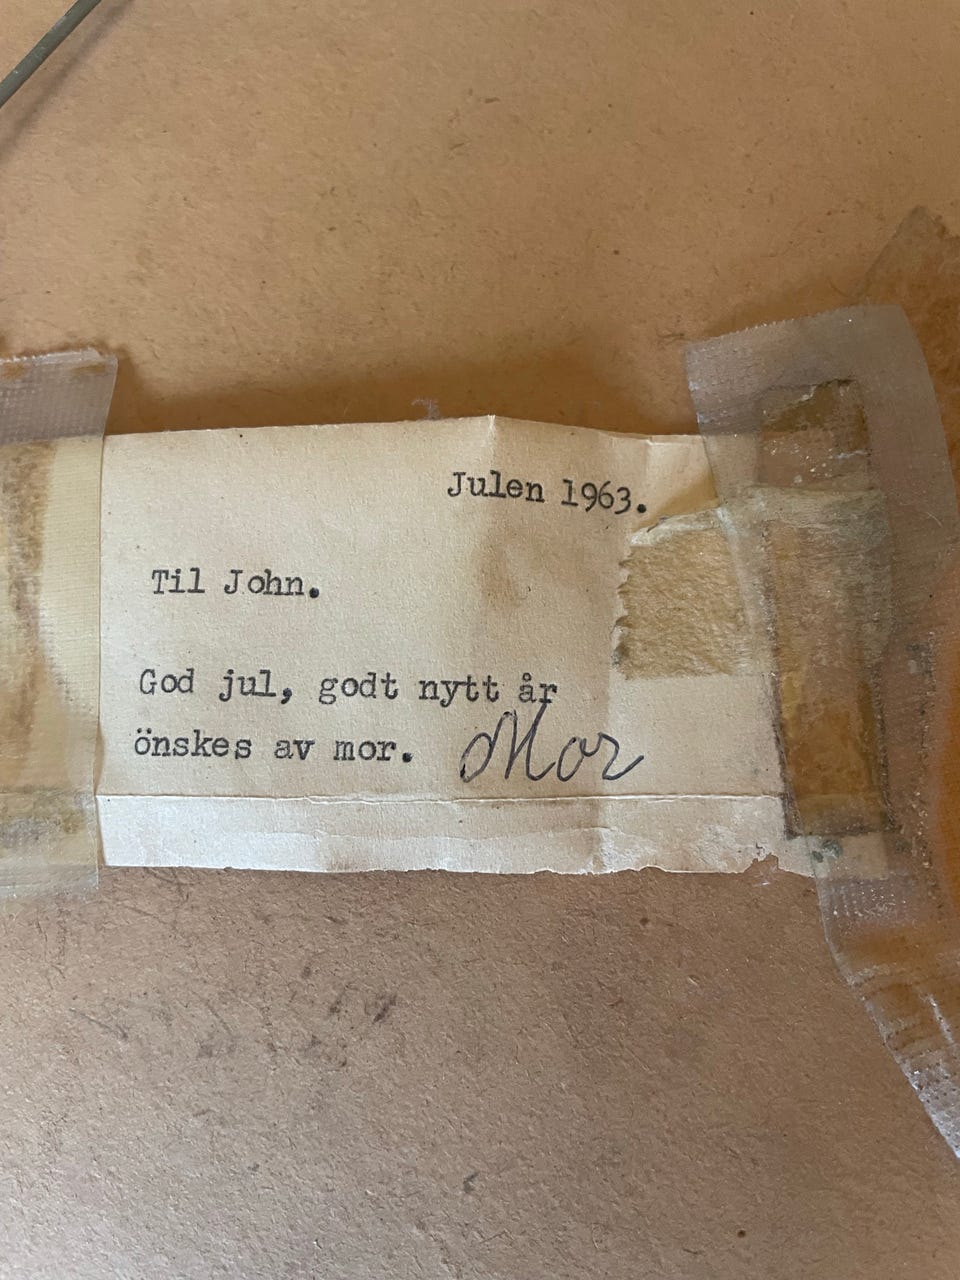 Julen 1963.
Til John.
God jul, godt nytt år
önskes av mor. Mor